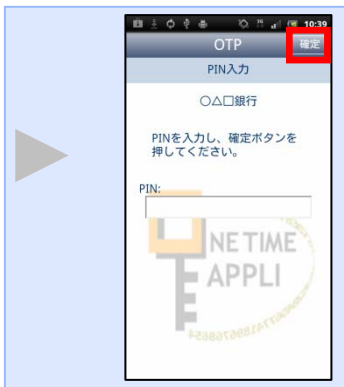 10:39
OTP
確定
PIN入力
○△□銀行
PINを入力し、確定ボタンを
押してください。
PIN:
NE TIME
APPLI